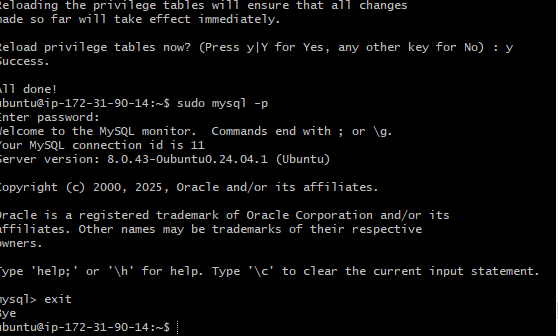 Reloading the privilege tables will ensure that all changes
made so far will take effect immediately.
Reload privilege tables now? (Press y|Y for Yes, any other key for No) : y
Success.
All done!
ubuntu@ip-172-31-90-14:~$ sudo mysql -p
Enter password:
Welcome to the MySQL monitor.  Commands end with ; or \g.
Your MySQL connection id is 11
Server version: 8.0.43-0ubuntu0.24.04.1 (Ubuntu)
Copyright (c) 2000, 2025, Oracle and/or its affiliates.
Oracle is a registered trademark of Oracle Corporation and/or its
affiliates. Other names may be trademarks of their respective
owners.
Type 'help;' or '\h' for help. Type '\c' to clear the current input statement.
mysql> exit
Bye
ubuntu@ip-172-31-90-14:~$